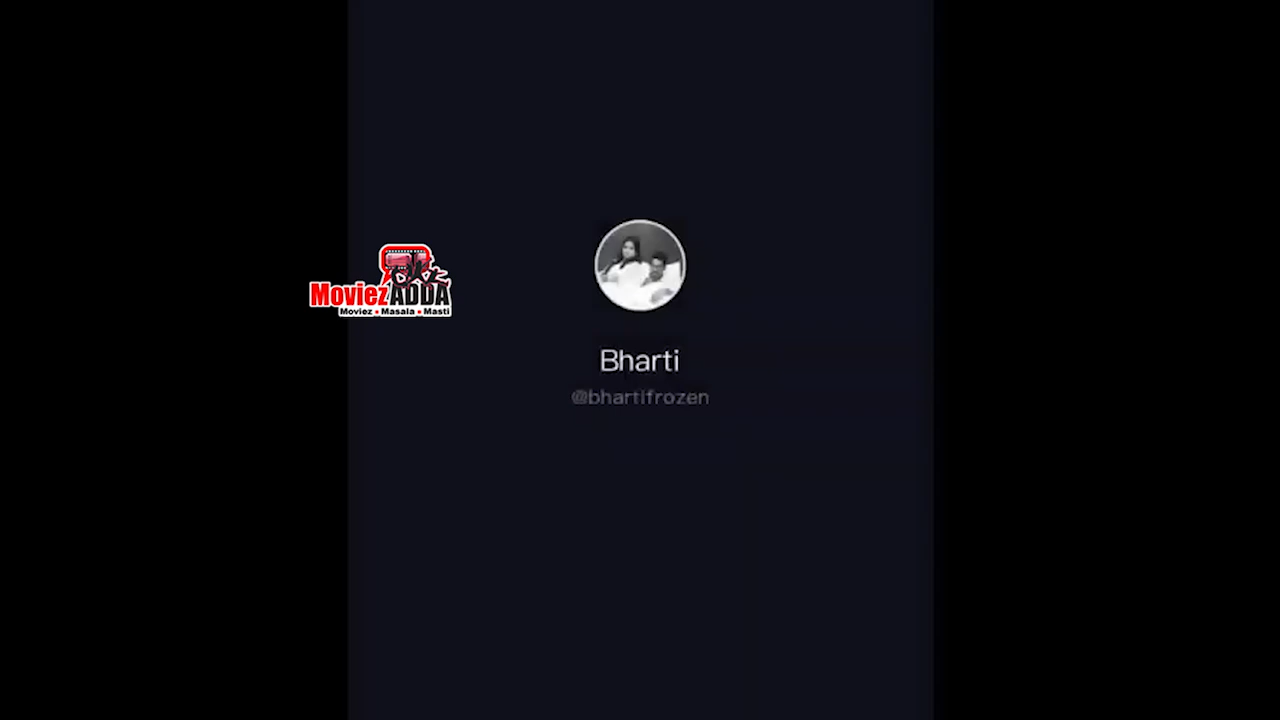 MoviezADDA
Moviez • Masala • Masti
Bharti
@bhartifrozen